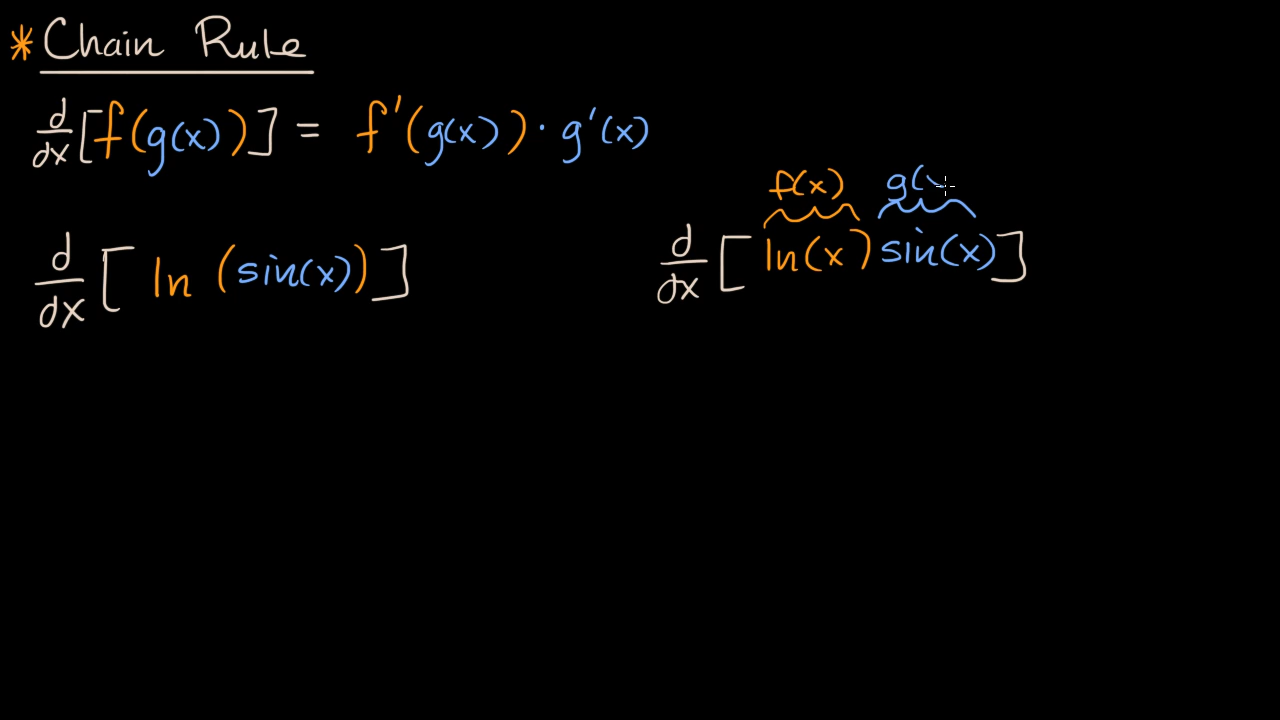 * Chain Rule
d/dx [f(g(x))] = f'(g(x)) · g'(x)
f(x) g(
d/dx [ ln (sin(x)) ]
d/dx [ ln(x) sin(x) ]